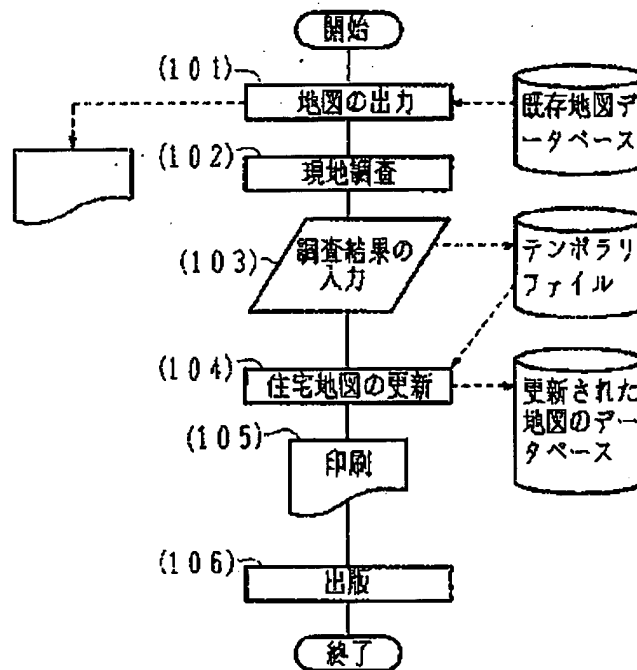 開始
(101)
地図の出力
既存地図デ
ータベース
(102)
現地調査
(103)
調査結果の
入力
テンポラリ
ファイル
(104)
住宅地図の更新
更新された
地図のデー
タベース
(105)
印刷
(106)
出版
終了